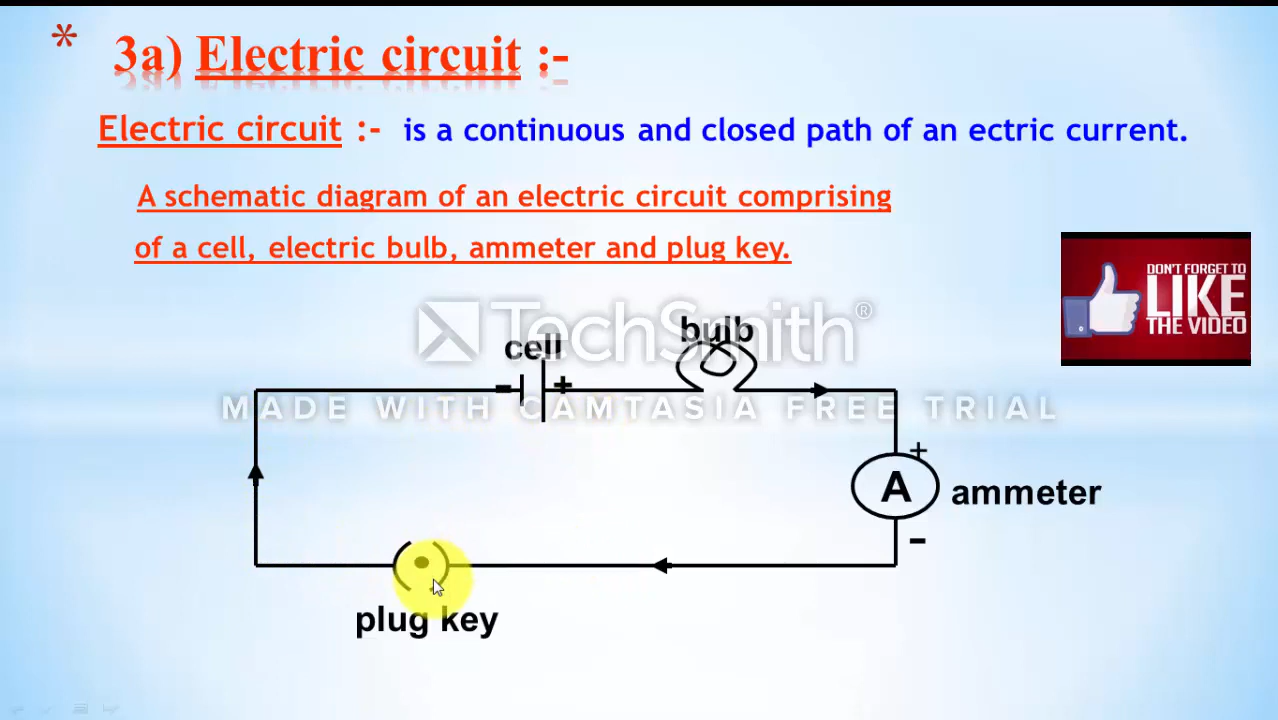 * 3a) Electric circuit :-
Electric circuit :- is a continuous and closed path of an ectric current.
A schematic diagram of an electric circuit comprising
of a cell, electric bulb, ammeter and plug key.
DON'T FORGET TO
LIKE
THE VIDEO
TechSmith®
bulb
cell
- +
MADE WITH CAMTASIA FREE TRIAL
+
A ammeter
-
plug key